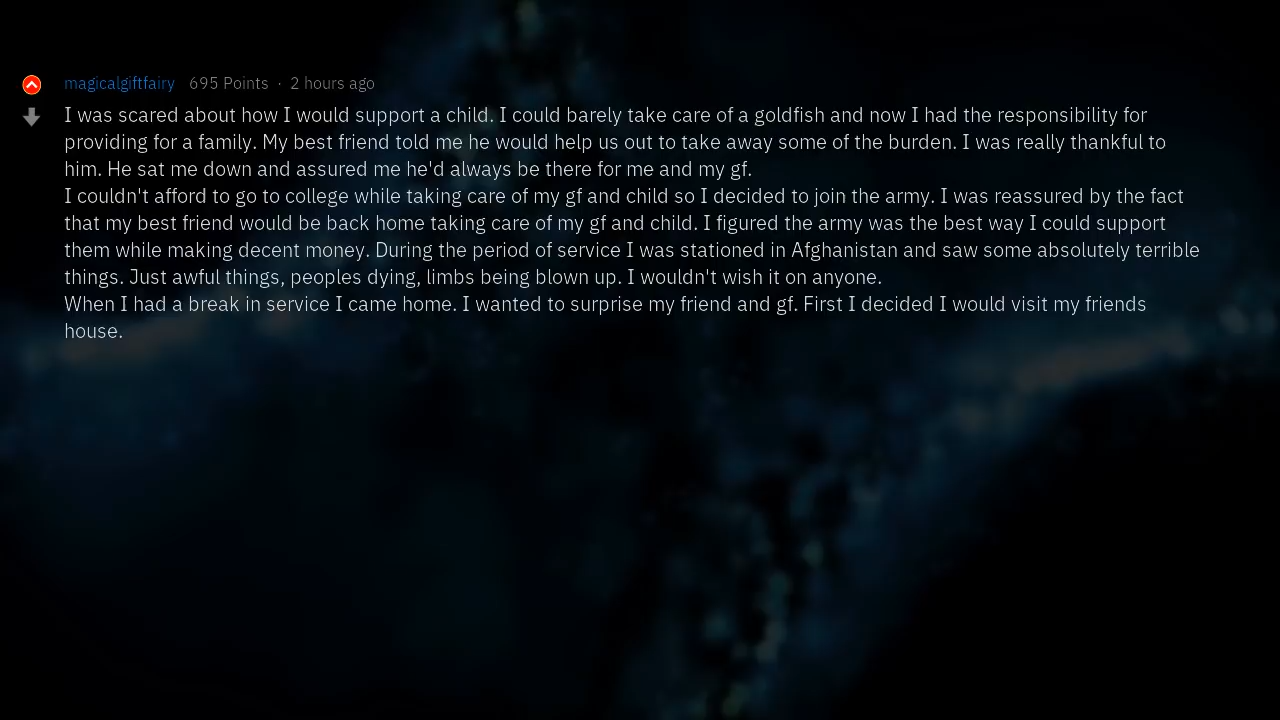 magicalgiftfairy 695 Points · 2 hours ago
I was scared about how I would support a child. I could barely take care of a goldfish and now I had the responsibility for
providing for a family. My best friend told me he would help us out to take away some of the burden. I was really thankful to
him. He sat me down and assured me he'd always be there for me and my gf.
I couldn't afford to go to college while taking care of my gf and child so I decided to join the army. I was reassured by the fact
that my best friend would be back home taking care of my gf and child. I figured the army was the best way I could support
them while making decent money. During the period of service I was stationed in Afghanistan and saw some absolutely terrible
things. Just awful things, peoples dying, limbs being blown up. I wouldn't wish it on anyone.
When I had a break in service I came home. I wanted to surprise my friend and gf. First I decided I would visit my friends
house.